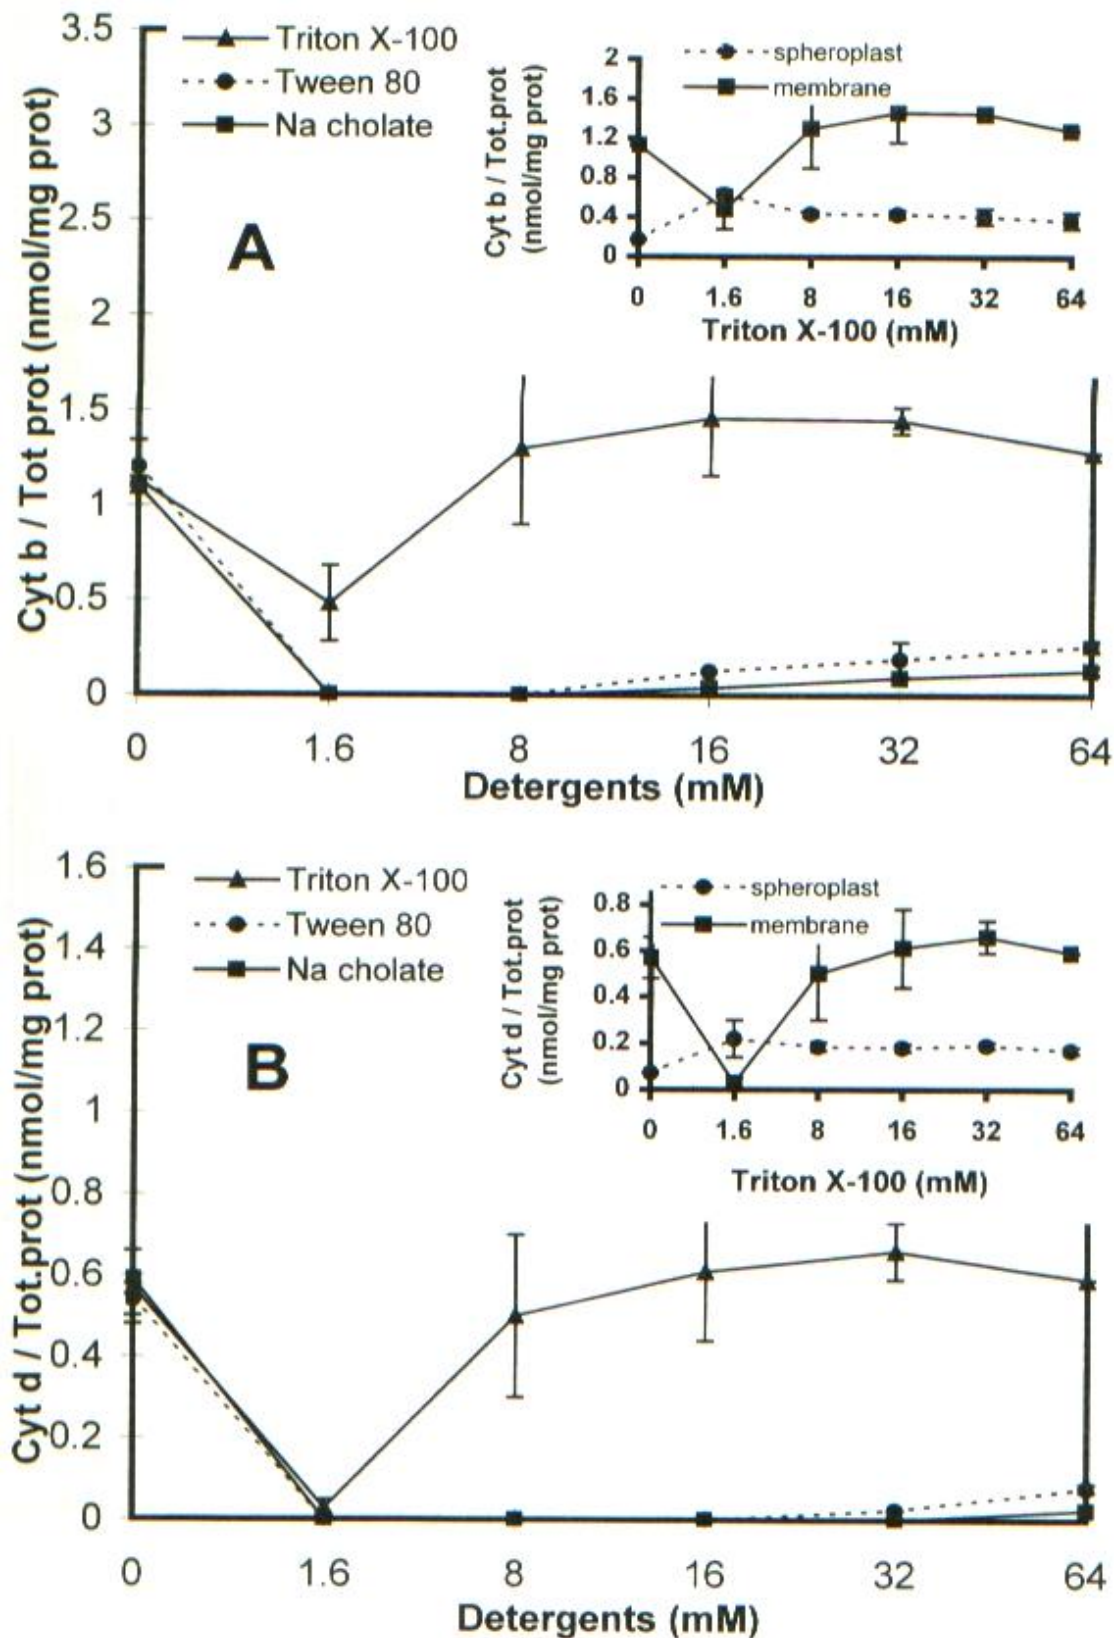 3.5
3
2.5
2
1.5
1
0.5
0
Cyt b / Tot prot (nmol/mg prot)
Triton X-100
Tween 80
Na cholate
A
2
1.6
1.2
0.8
0.4
0
Cyt b / Tot.prot
(nmol/mg prot)
spheroplast
membrane
0 1.6 8 16 32 64
Triton X-100 (mM)
0 1.6 8 16 32 64
Detergents (mM)
1.6
1.4
1.2
1
0.8
0.6
0.4
0.2
0
Cyt d / Tot.prot (nmol/mg prot)
Triton X-100
Tween 80
Na cholate
B
0.8
0.6
0.4
0.2
0
Cyt d / Tot.prot
(nmol/mg prot)
spheroplast
membrane
0 1.6 8 16 32 64
Triton X-100 (mM)
0 1.6 8 16 32 64
Detergents (mM)